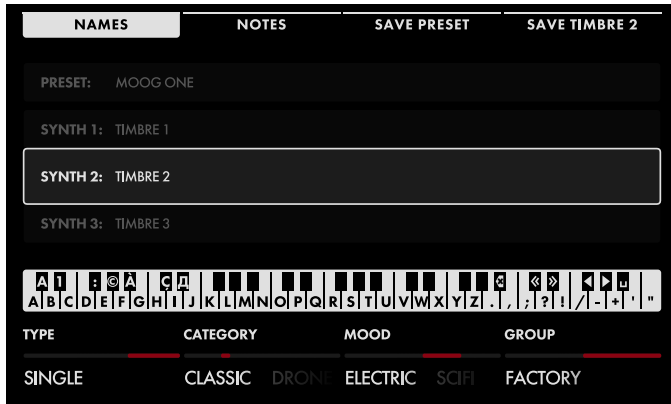 NAMES NOTES SAVE PRESET SAVE TIMBRE 2
PRESET: MOOG ONE
SYNTH 1: TIMBRE 1
SYNTH 2: TIMBRE 2
SYNTH 3: TIMBRE 3
A 1 : © À Ç Д « »
A B C D E F G H I J K L M N O P Q R S T U V W X Y Z . , ; ? ! / - + ' "
TYPE CATEGORY MOOD GROUP
SINGLE CLASSIC DRONE ELECTRIC SCIFI FACTORY